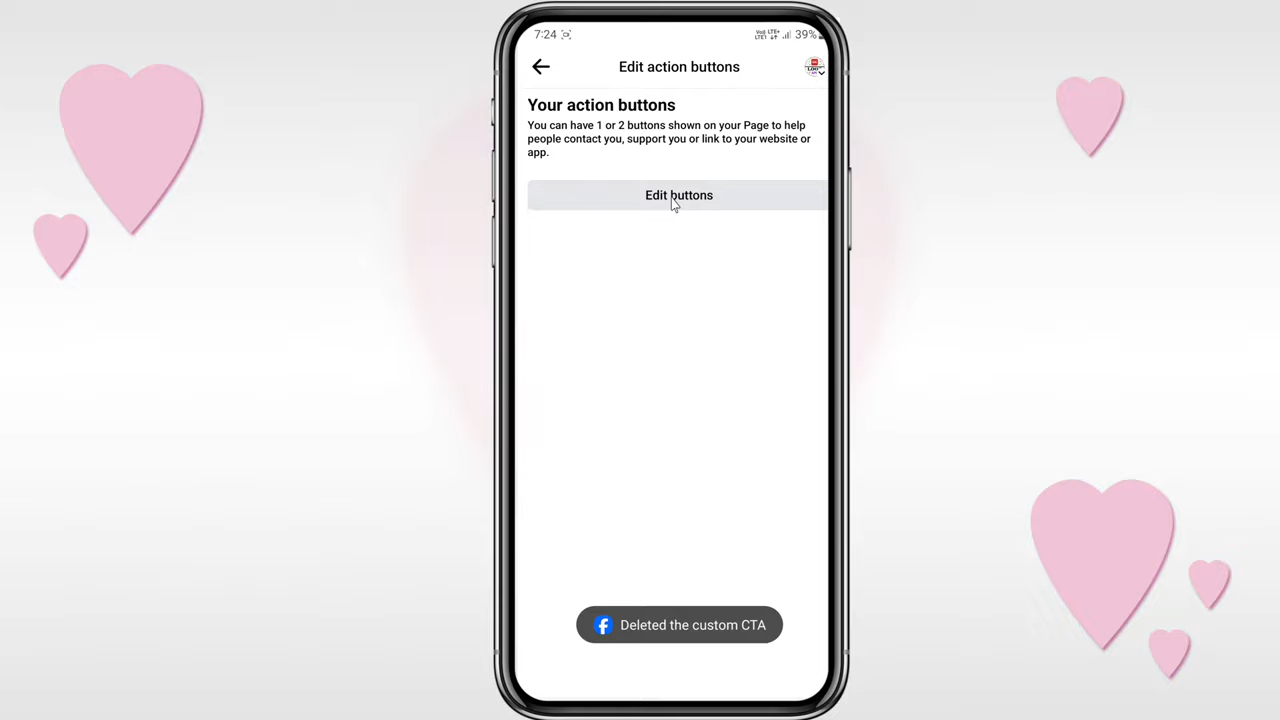 7:24
39%
Edit action buttons
Your action buttons
You can have 1 or 2 buttons shown on your Page to help
people contact you, support you or link to your website or
app.
Edit buttons
Deleted the custom CTA